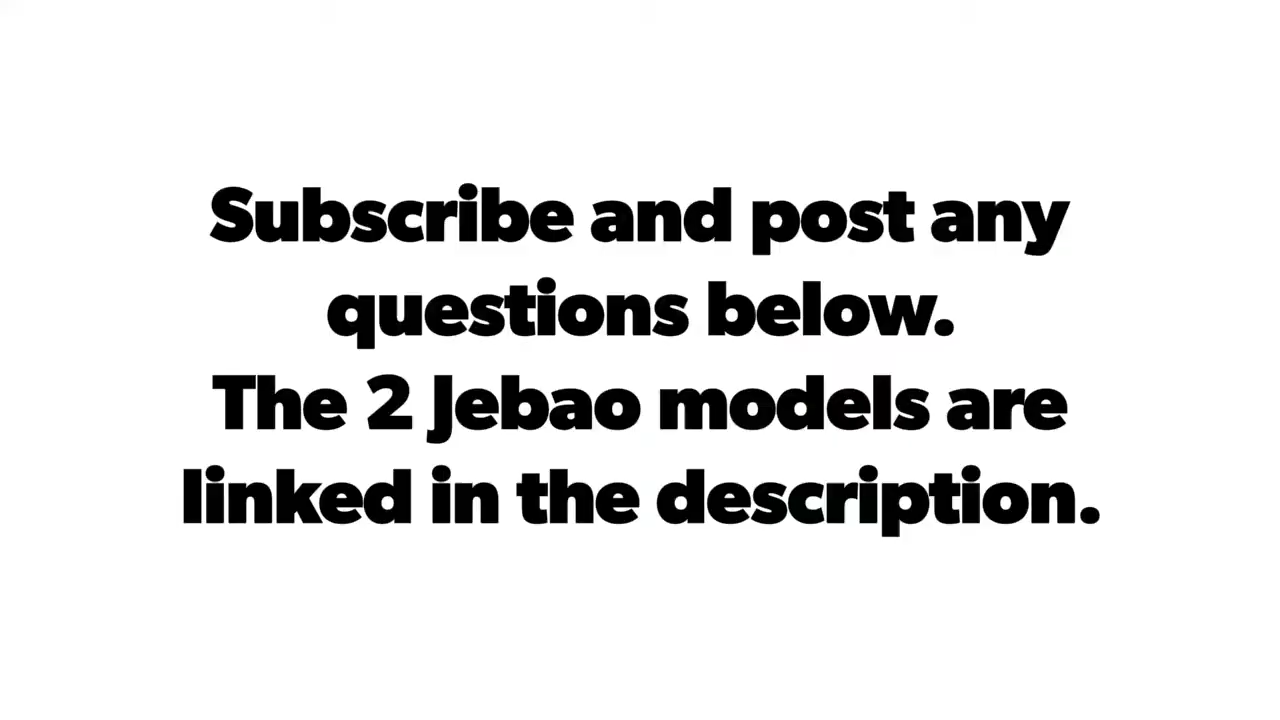 Subscribe and post any
questions below.
The 2 Jebao models are
linked in the description.